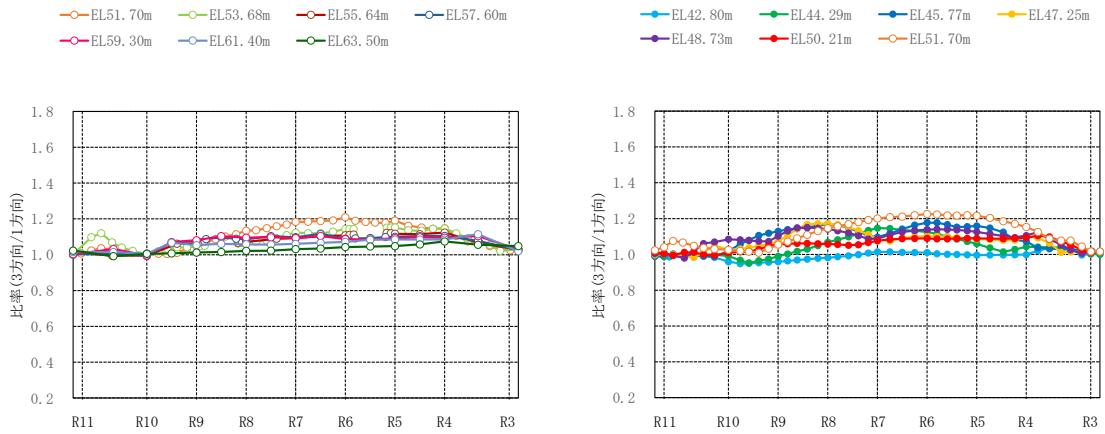 EL51.70m EL53.68m EL55.64m EL57.60m
EL59.30m EL61.40m EL63.50m
比率(3方向/1方向)
1.8
1.6
1.4
1.2
1.0
0.8
0.6
0.4
0.2
R11 R10 R9 R8 R7 R6 R5 R4 R3
EL42.80m EL44.29m EL45.77m EL47.25m
EL48.73m EL50.21m EL51.70m
比率(3方向/1方向)
1.8
1.6
1.4
1.2
1.0
0.8
0.6
0.4
0.2
R11 R10 R9 R8 R7 R6 R5 R4 R3